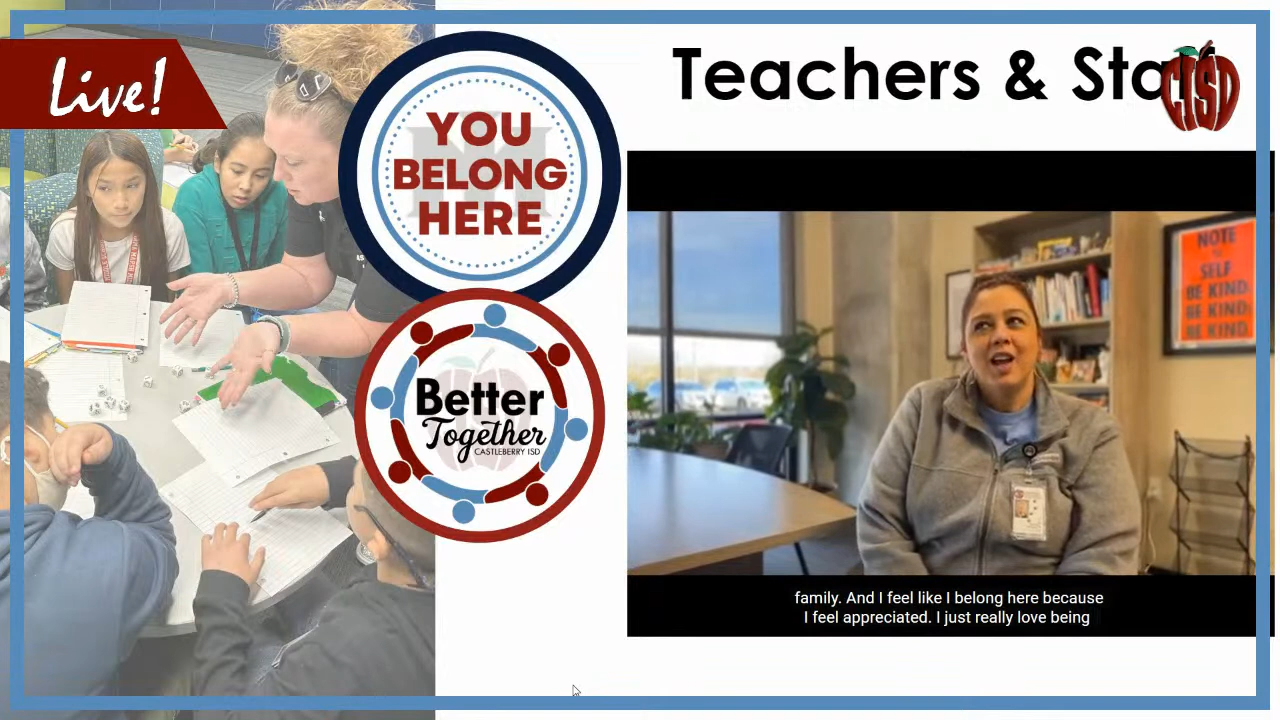 Live!
YOU
BELONG
HERE
Better
Together
CASTLEBERRY ISD
Teachers & Sta
CISD
NOTE
TO
SELF
BE KIND,
BE KIND,
BE KIND.
family. And I feel like I belong here because
I feel appreciated. I just really love being